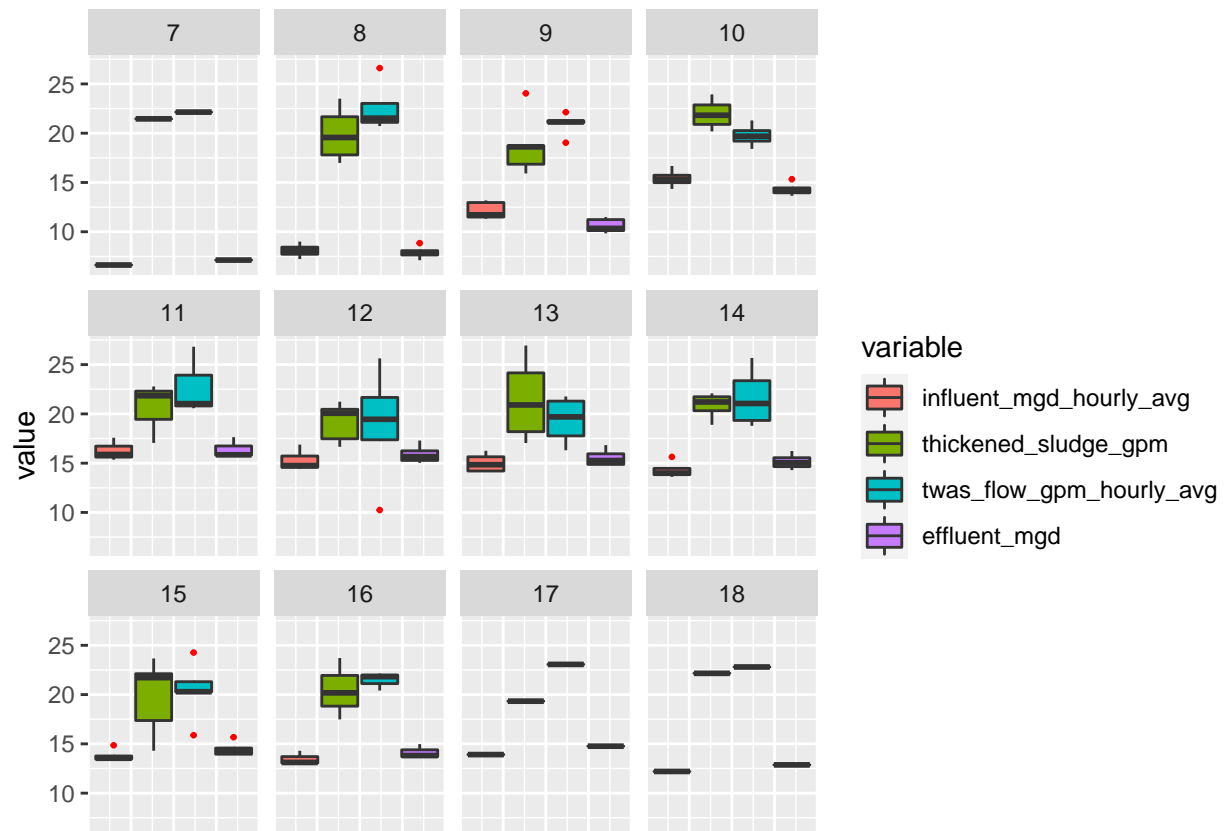 7 8 9 10
25
20
15
10
11 12 13 14
25
20
15
10
value
15 16 17 18
25
20
15
10
variable
influent_mgd_hourly_avg
thickened_sludge_gpm
twas_flow_gpm_hourly_avg
effluent_mgd